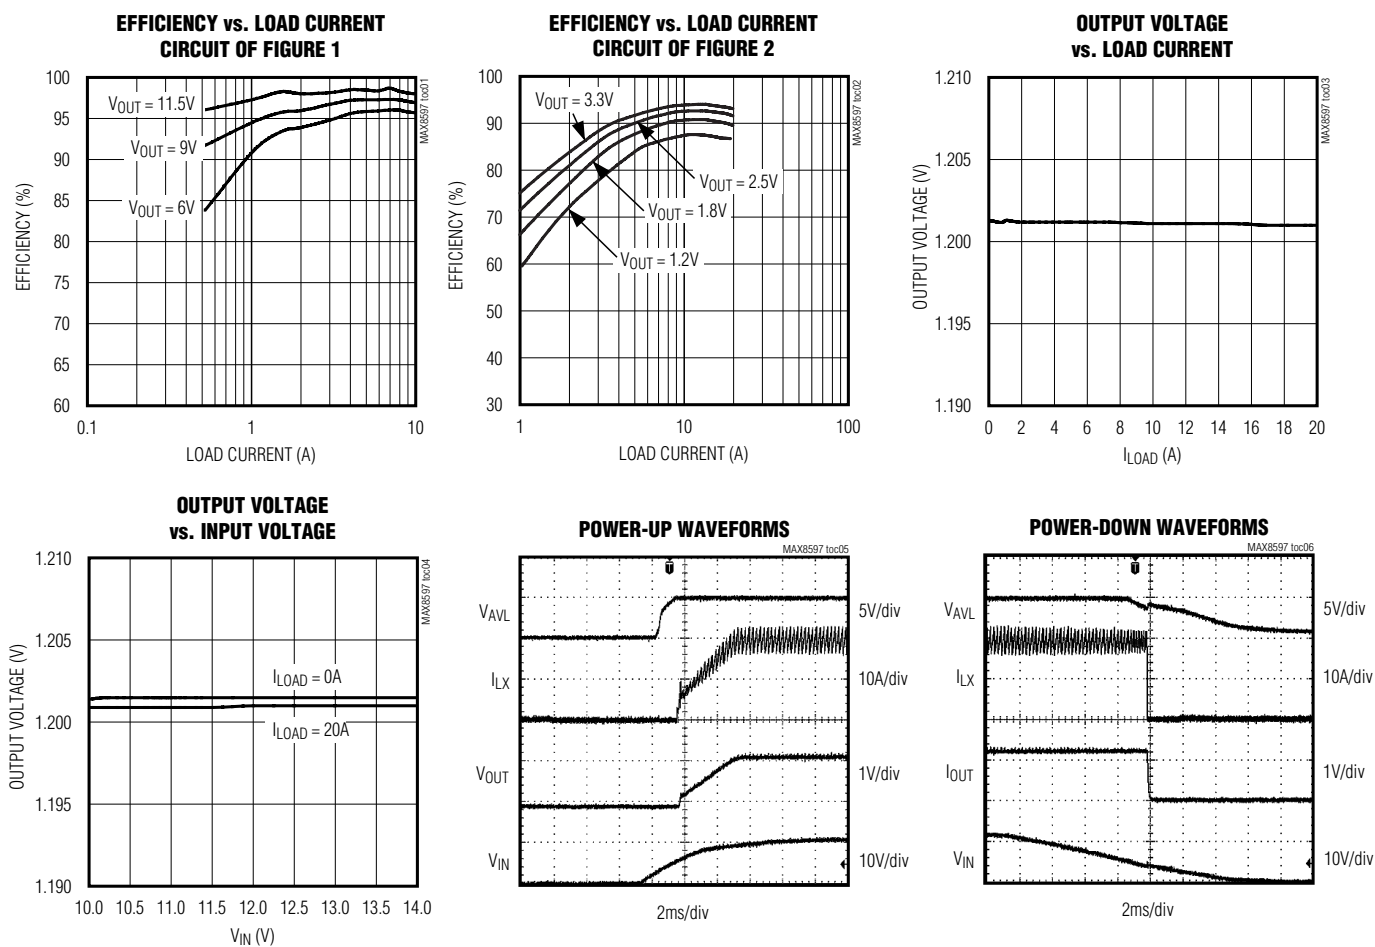 EFFICIENCY vs. LOAD CURRENT
CIRCUIT OF FIGURE 1
100
95
90
85
80
75
70
65
60
EFFICIENCY (%)
VOUT = 11.5V
VOUT = 9V
VOUT = 6V
MAX8597 toc01
0.1
1
10
LOAD CURRENT (A)
EFFICIENCY vs. LOAD CURRENT
CIRCUIT OF FIGURE 2
100
90
80
70
60
50
40
30
EFFICIENCY (%)
VOUT = 3.3V
VOUT = 2.5V
VOUT = 1.8V
VOUT = 1.2V
MAX8597 toc02
1
10
100
LOAD CURRENT (A)
OUTPUT VOLTAGE
vs. LOAD CURRENT
1.210
1.205
1.200
1.195
1.190
OUTPUT VOLTAGE (V)
MAX8597 toc03
0 2 4 6 8 10 12 14 16 18 20
ILOAD (A)
OUTPUT VOLTAGE
vs. INPUT VOLTAGE
1.210
1.205
1.200
1.195
1.190
OUTPUT VOLTAGE (V)
ILOAD = 0A
ILOAD = 20A
MAX8597 toc04
10.0 10.5 11.0 11.5 12.0 12.5 13.0 13.5 14.0
VIN (V)
POWER-UP WAVEFORMS
MAX8597 toc05
T
VAVL
5V/div
ILX
10A/div
VOUT
1V/div
VIN
10V/div
2ms/div
POWER-DOWN WAVEFORMS
MAX8597 toc06
T
VAVL
5V/div
ILX
10A/div
IOUT
1V/div
VIN
10V/div
2ms/div